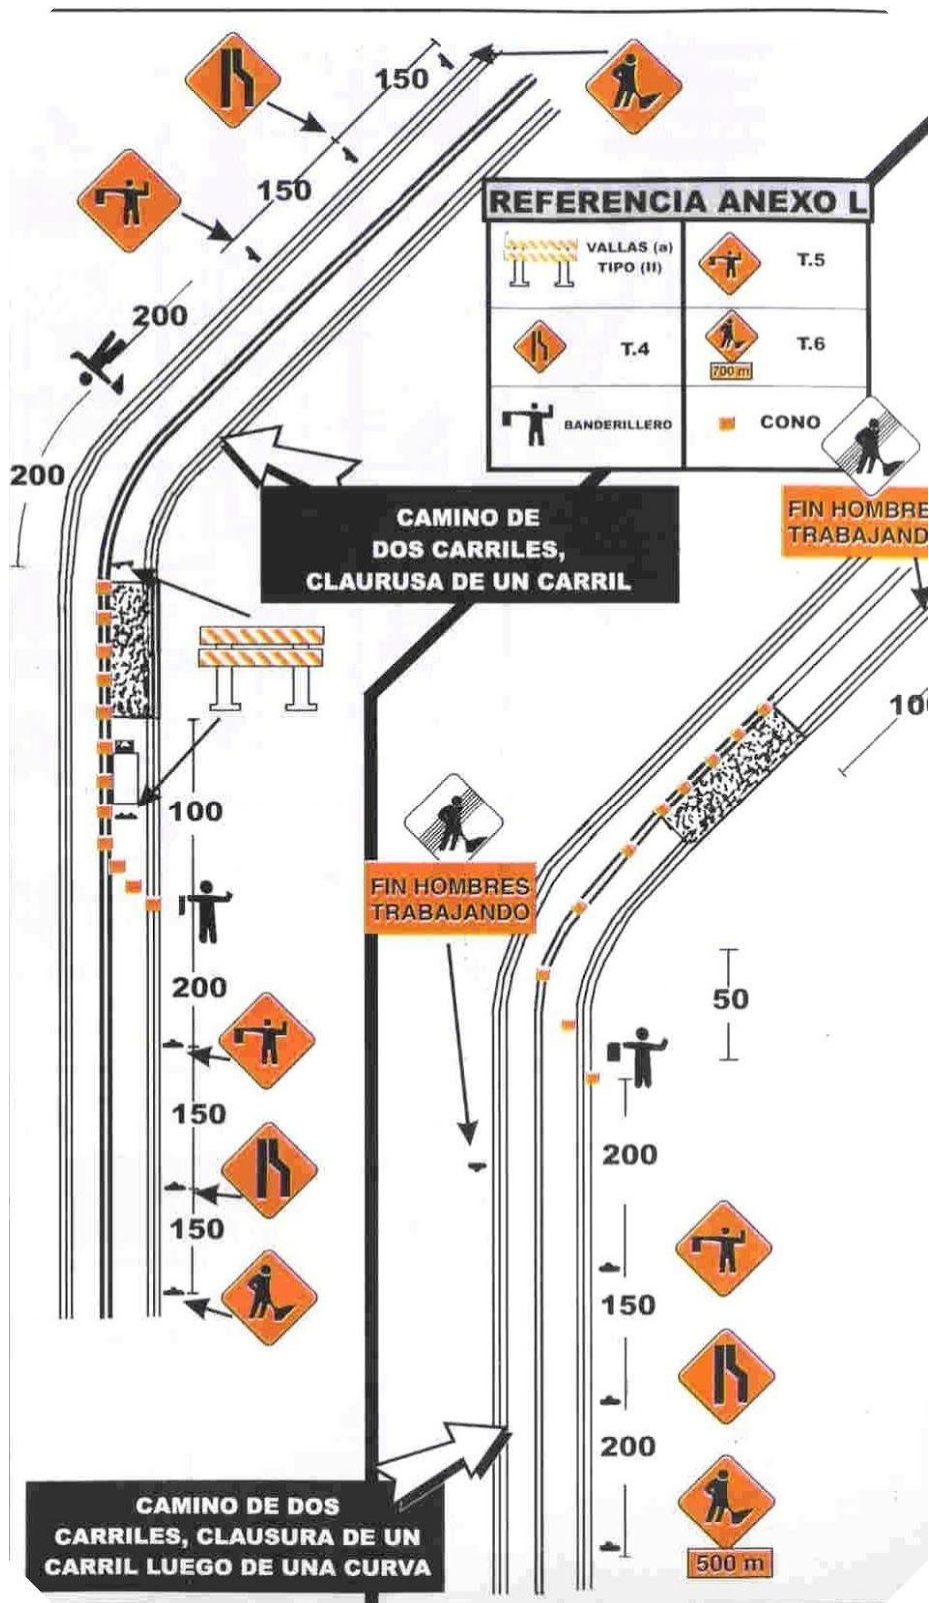 150
150
200
200
REFERENCIA ANEXO L
VALLAS (a)
TIPO (II)
T.5
T.4
T.6
700 m
BANDERILLERO
CONO
CAMINO DE
DOS CARRILES,
CLAURUSA DE UN CARRIL
FIN HOMBRE
TRABAJAND
100
200
150
150
FIN HOMBRES
TRABAJANDO
100
50
200
150
200
500 m
CAMINO DE DOS
CARRILES, CLAUSURA DE UN
CARRIL LUEGO DE UNA CURVA